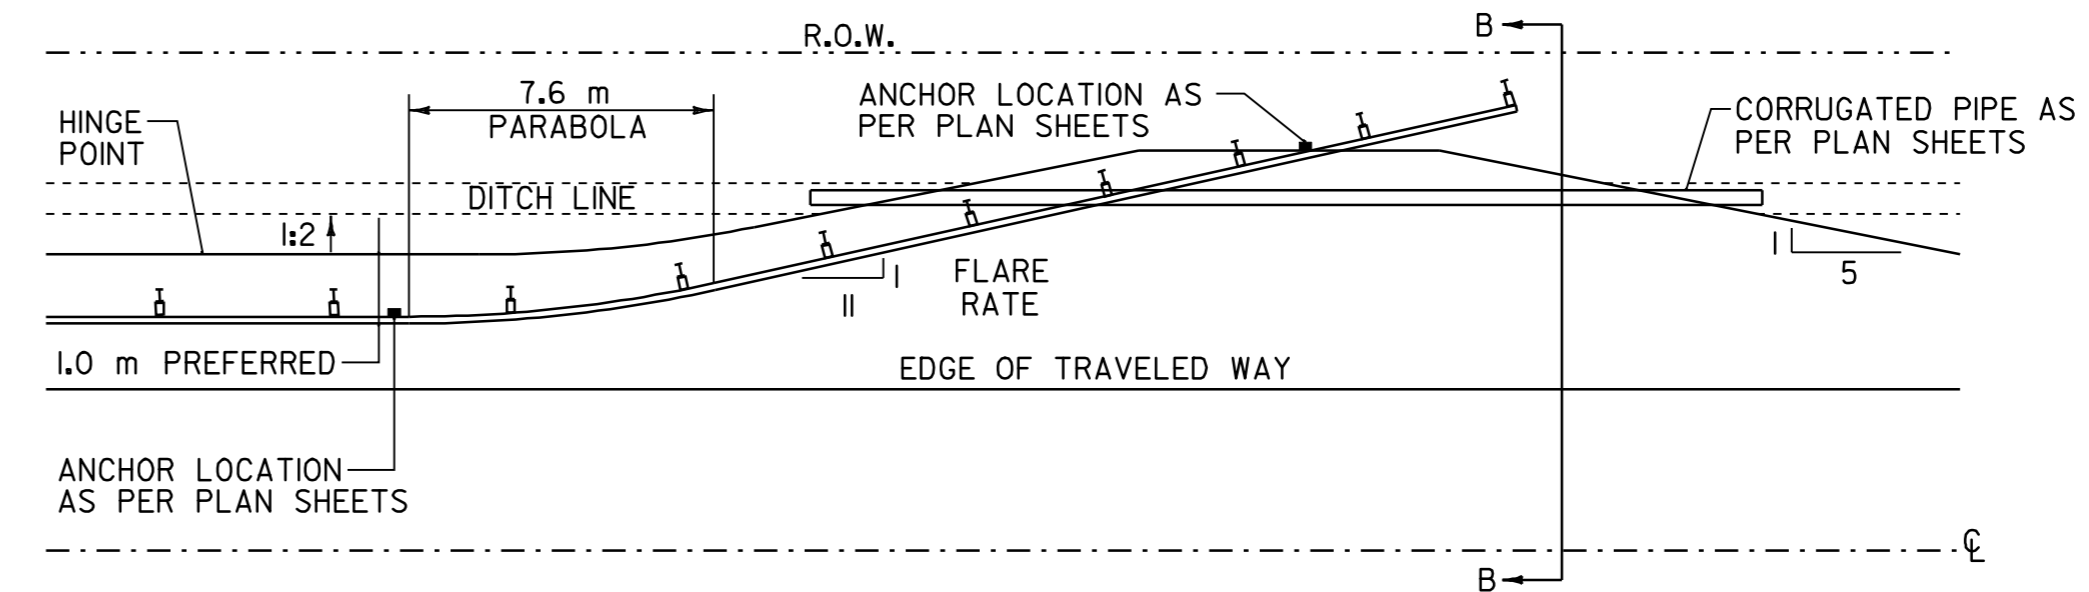 R.O.W.
B
7.6 m
PARABOLA
ANCHOR LOCATION AS
PER PLAN SHEETS
CORRUGATED PIPE AS
PER PLAN SHEETS
HINGE
POINT
DITCH LINE
1:2
FLARE
RATE
1
11
1
5
1.0 m PREFERRED
EDGE OF TRAVELED WAY
ANCHOR LOCATION
AS PER PLAN SHEETS
℄
B